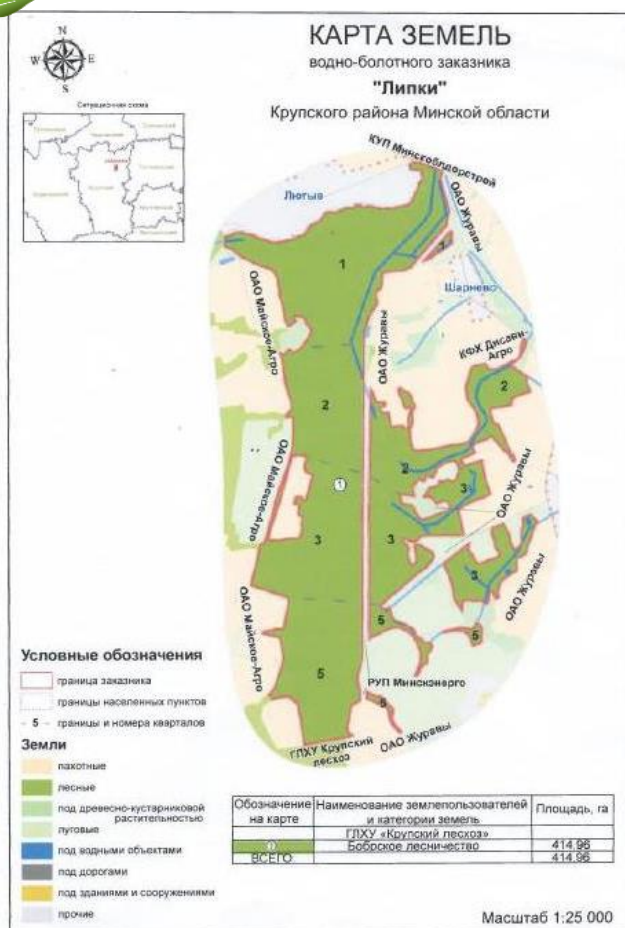 КАРТА ЗЕМЕЛЬ
водно-болотного заказника
"Липки"
Крупского района Минской области
N
W E
S
Ситуационная схема
КУП Минскоблдорстрой
Лютые
ОАО Журавы
1
1
Шарнево
ОАО Майское-Агро
ОАО Журавы
КФХ Дисави-Агро
2
2
ОАО Майское-Агро
1
2
3
ОАО Журавы
3
3
3
ОАО Журавы
ОАО Майское-Агро
5
5
5
РУП Минскэнерго
5
ГЛХУ Крупский лесхоз
ОАО Журавы
Условные обозначения
граница заказника
границы населенных пунктов
- 5 - границы и номера кварталов
Земли
пахотные
лесные
под древесно-кустарниковой растительностью
луговые
под водными объектами
под дорогами
под зданиями и сооружениями
прочие
Обозначение на карте
Наименование землепользователей и категории земель
Площадь, га
ГЛХУ «Крупский лесхоз»
1 Боброское лесничество 414.96
ВСЕГО 414.96
Масштаб 1:25 000